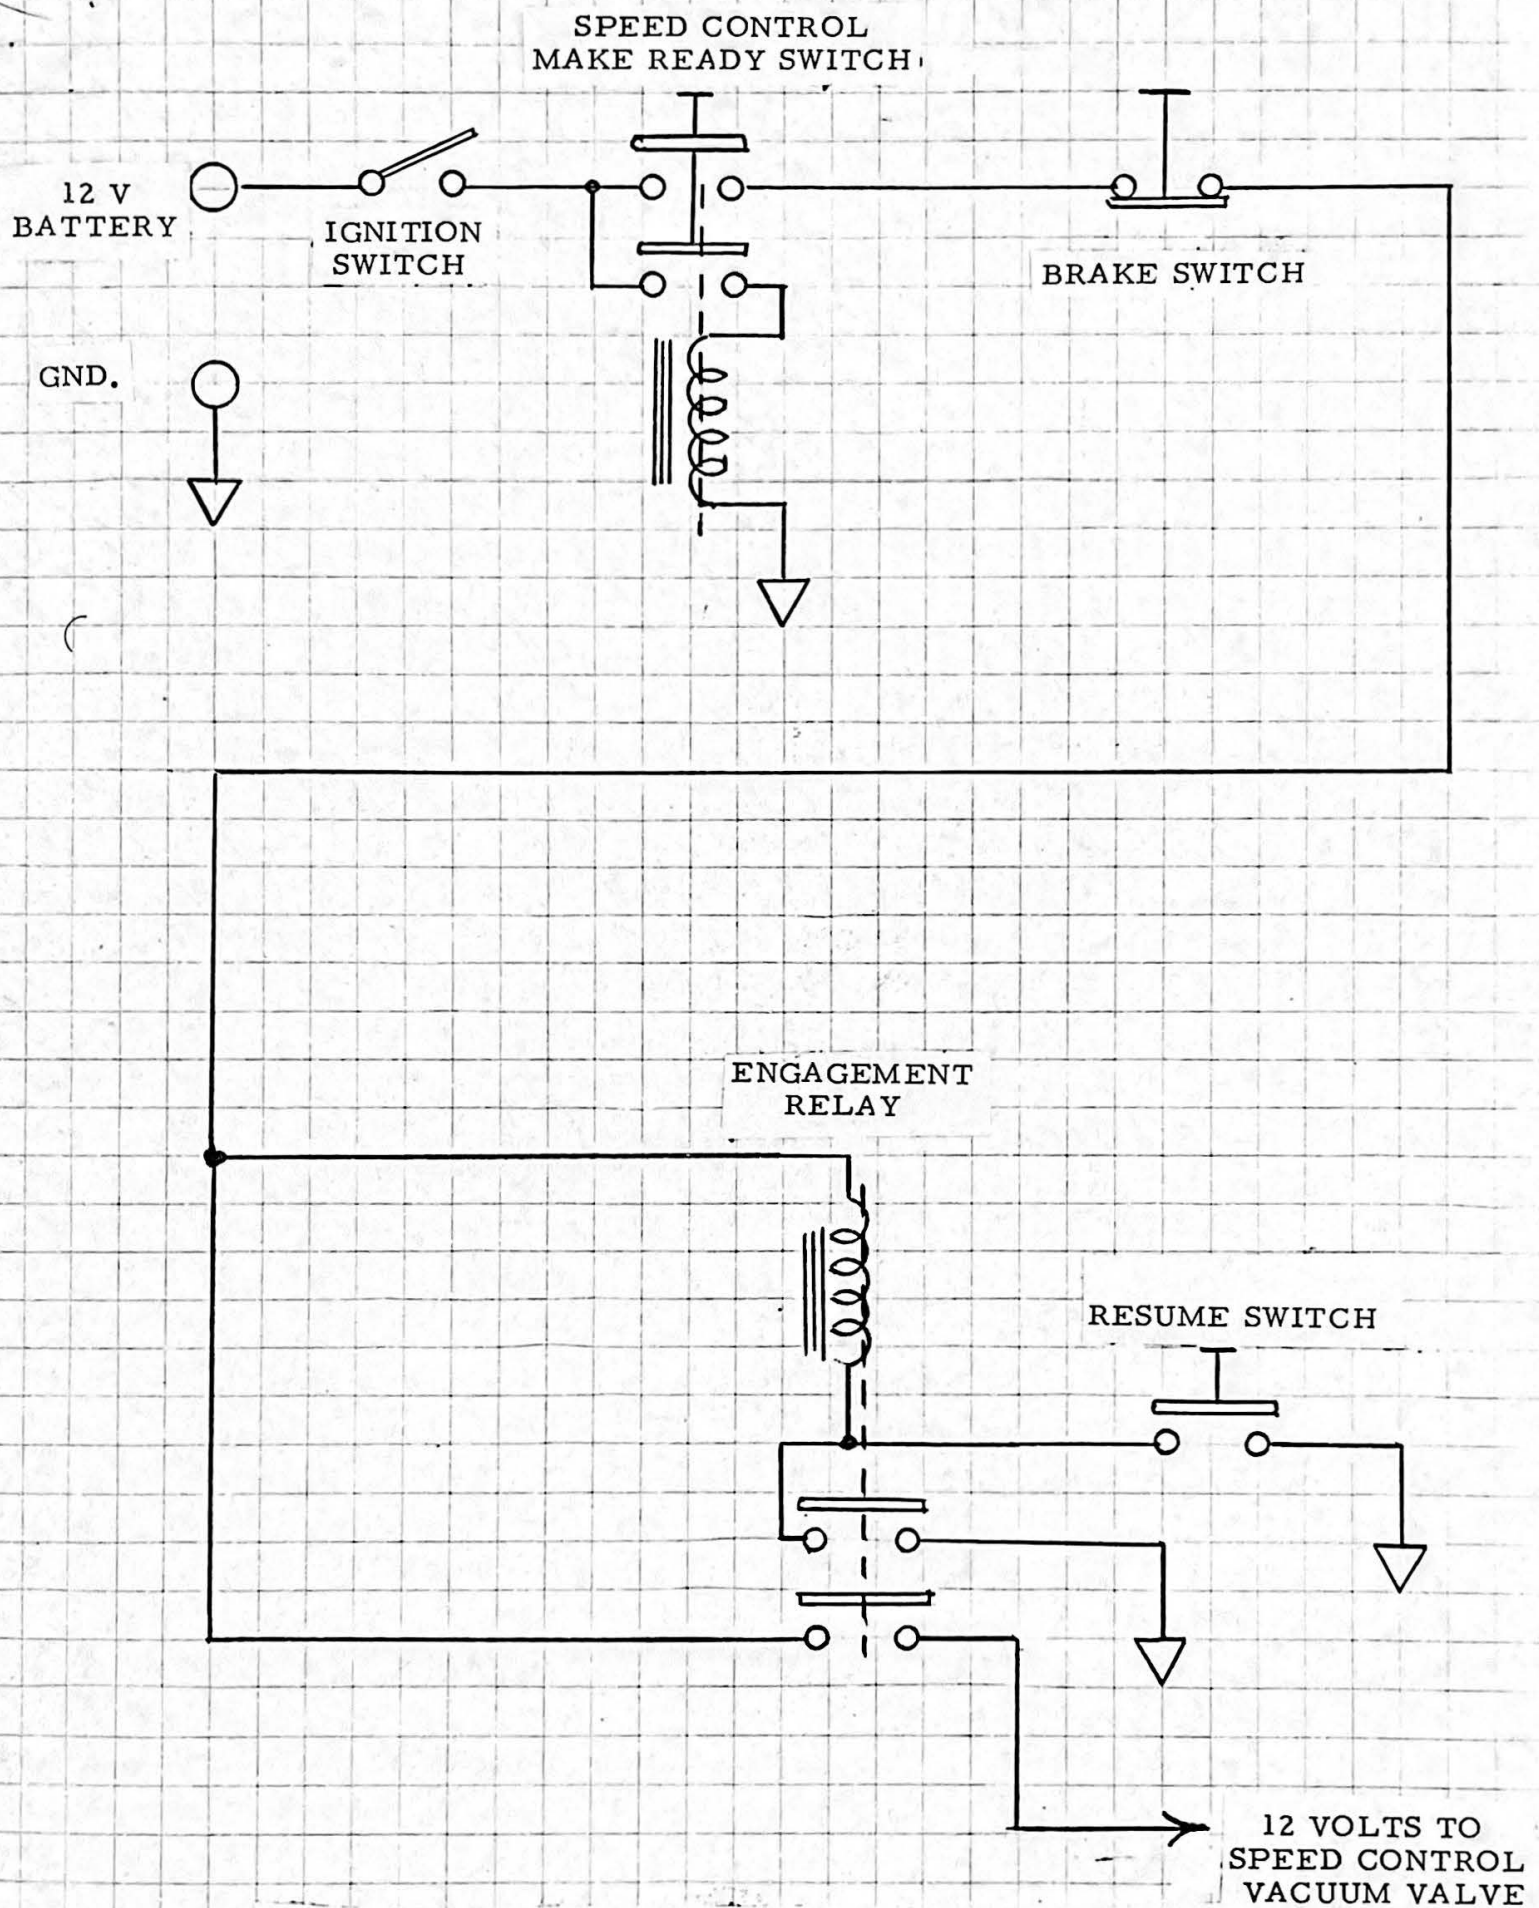 SPEED CONTROL
MAKE READY SWITCH
12 V
BATTERY
IGNITION
SWITCH
BRAKE SWITCH
GND.
ENGAGEMENT
RELAY
RESUME SWITCH
12 VOLTS TO
SPEED CONTROL
VACUUM VALVE